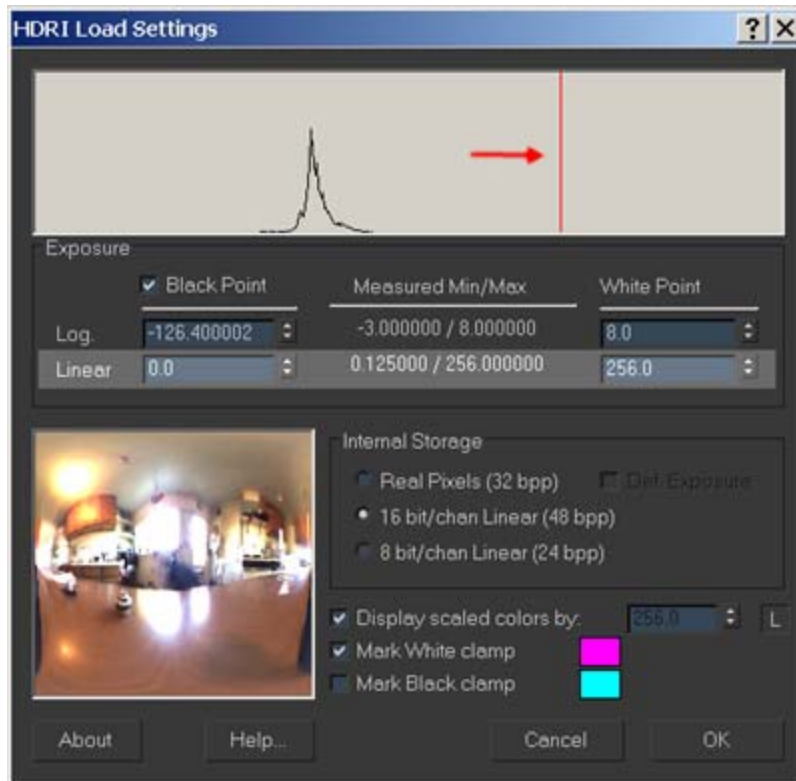 HDRI Load Settings
Exposure
Black Point Measured Min/Max White Point
Log. -126.400002 -3.000000 / 8.000000 8.0
Linear 0.0 0.125000 / 256.000000 256.0
Internal Storage
Real Pixels (32 bpp) Def. Exposure
16 bit/chan Linear (48 bpp)
8 bit/chan Linear (24 bpp)
Display scaled colors by: 256.0 L
Mark White clamp
Mark Black clamp
About Help... Cancel OK